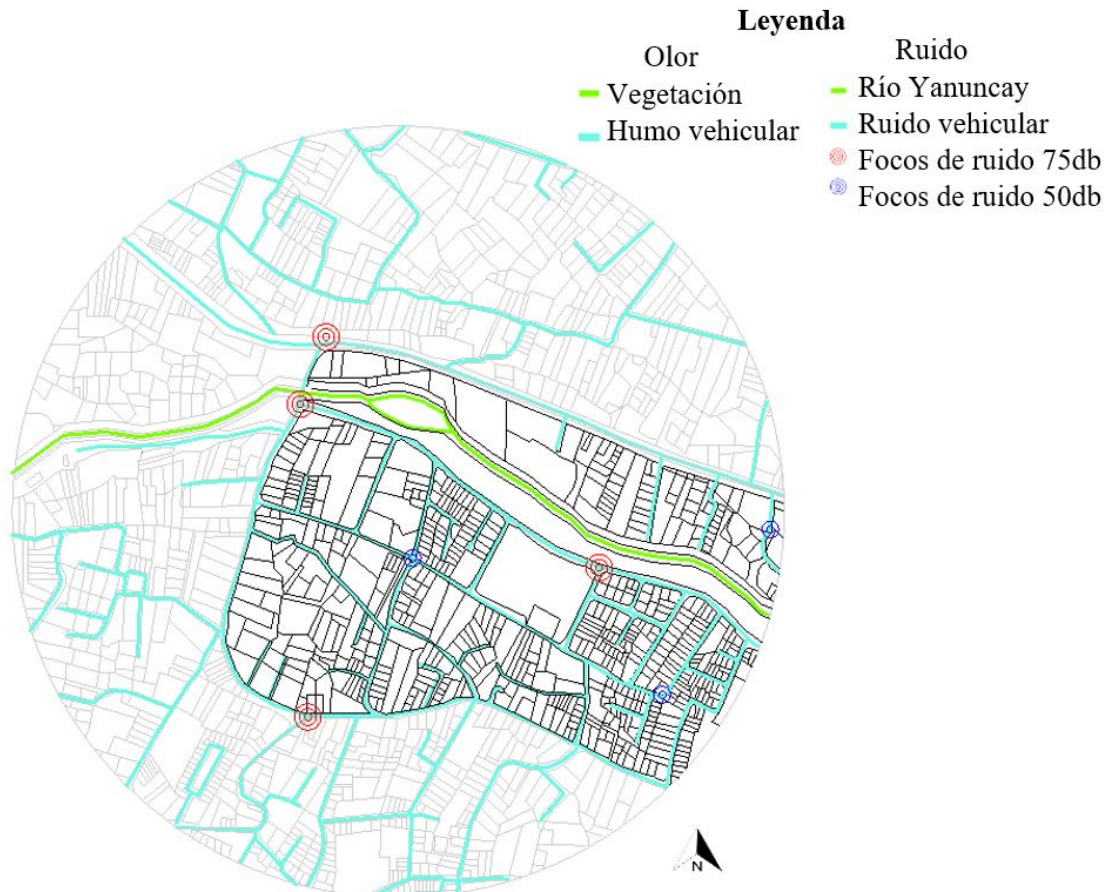 Leyenda
Olor
Vegetación
Humo vehicular
Ruido
Río Yanuncay
Ruido vehicular
Focos de ruido 75db
Focos de ruido 50db
N